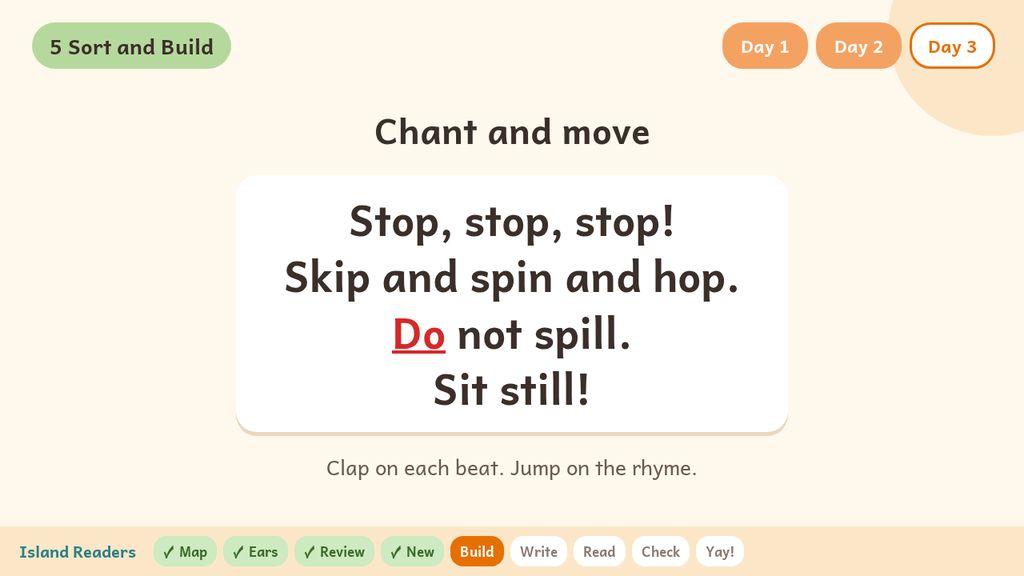 5 Sort and Build
Day 1 Day 2 Day 3
Chant and move
Stop, stop, stop!
Skip and spin and hop.
Do not spill.
Sit still!
Clap on each beat. Jump on the rhyme.
Island Readers ✓ Map ✓ Ears ✓ Review ✓ New Build Write Read Check Yay!